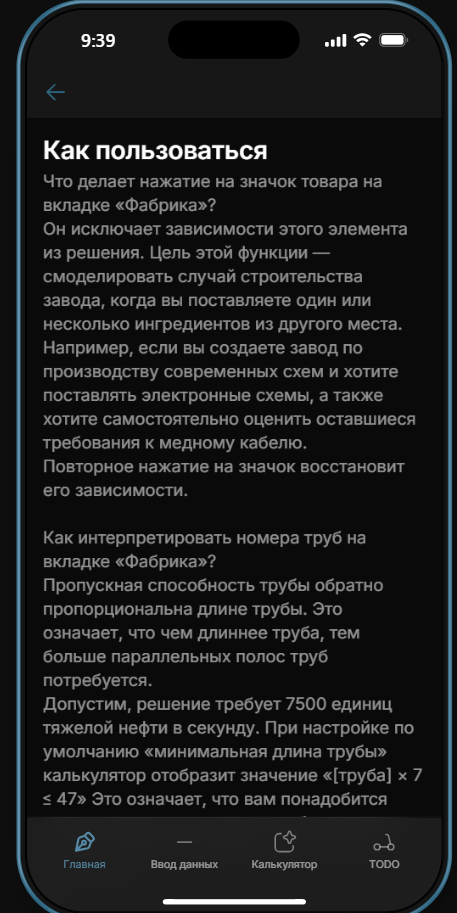 9:39
Как пользоваться
Что делает нажатие на значок товара на
вкладке «Фабрика»?
Он исключает зависимости этого элемента
из решения. Цель этой функции —
смоделировать случай строительства
завода, когда вы поставляете один или
несколько ингредиентов из другого места.
Например, если вы создаете завод по
производству современных схем и хотите
поставлять электронные схемы, а также
хотите самостоятельно оценить оставшиеся
требования к медному кабелю.
Повторное нажатие на значок восстановит
его зависимости.
Как интерпретировать номера труб на
вкладке «Фабрика»?
Пропускная способность трубы обратно
пропорциональна длине трубы. Это
означает, что чем длиннее труба, тем
больше параллельных полос труб
потребуется.
Допустим, решение требует 7500 единиц
тяжелой нефти в секунду. При настройке по
умолчанию «минимальная длина трубы»
калькулятор отобразит значение «[труба] × 7
≤ 47» Это означает, что вам понадобится
Главная
Ввод данных
Калькулятор
TODO